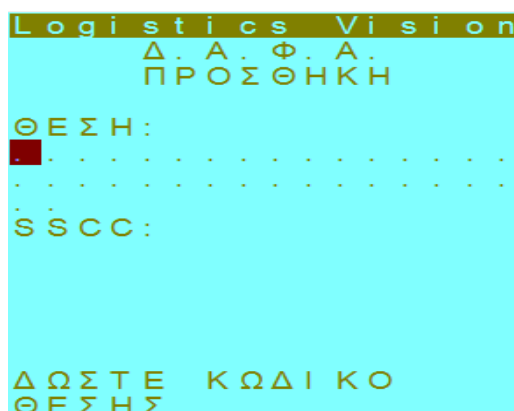 Logistics Vision
Δ.Α.Φ.Α.
ΠΡΟΣΘΗΚΗ
ΘΕΣΗ:
................
................
..
SSCC:
ΔΩΣΤΕ ΚΩΔΙΚΟ
ΘΕΣΗΣ